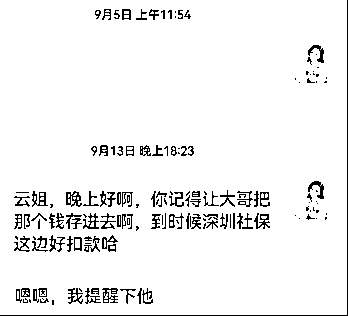 9月5日 上午11:54
9月13日 晚上18:23
云姐，晚上好啊，你记得让大哥把
那个钱存进去啊，到时候深圳社保
这边好扣款哈
嗯嗯，我提醒下他